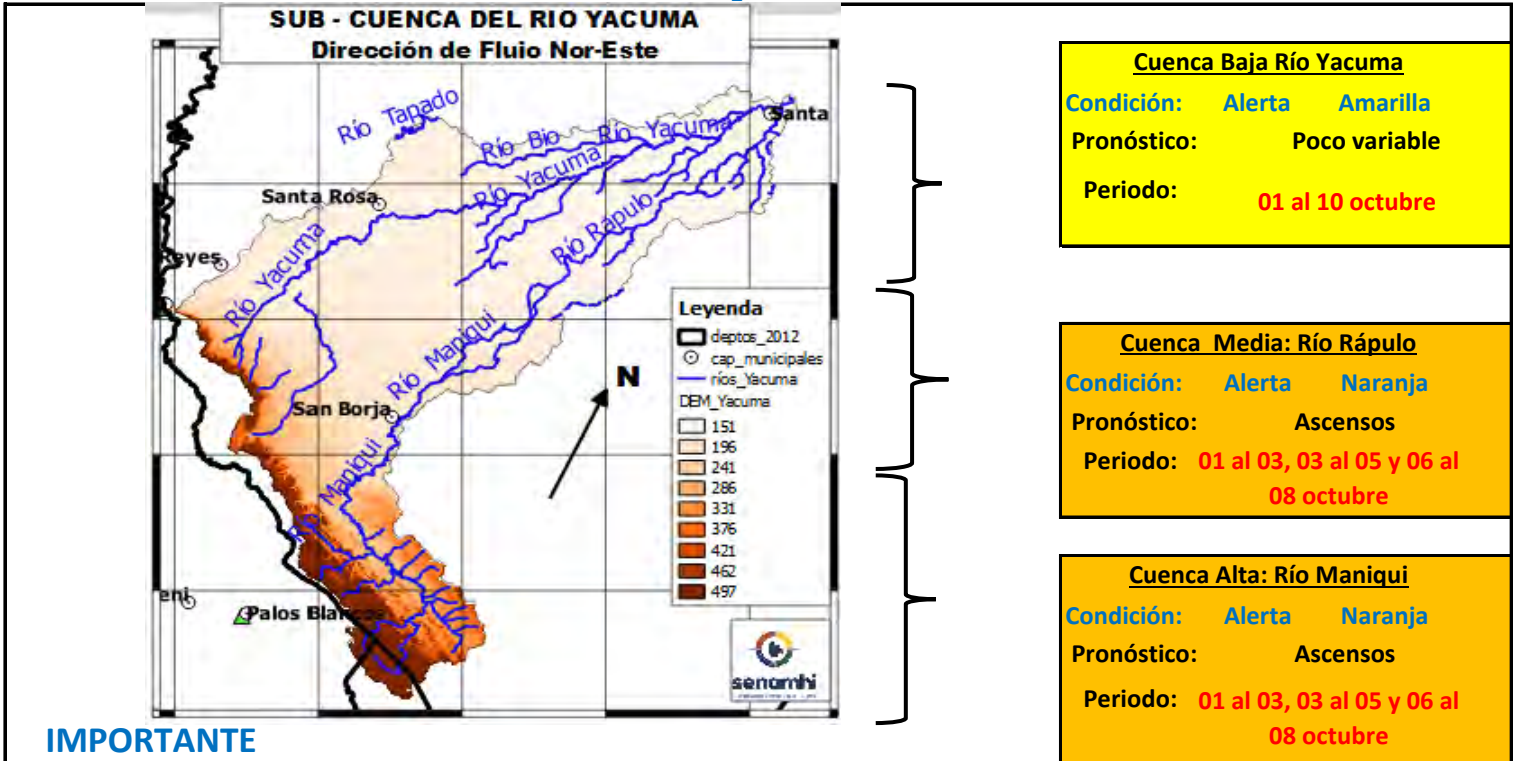 SUB - CUENCA DEL RIO YACUMA
Dirección de Flujo Nor-Este
Río Tapado
Río Bio
Río Yacuma
Santa
Santa Rosa
Río Yacuma
Río Rápulo
Reyes
Río Yacuma
Río Maniqui
San Borja
Río Maniqui
eni
Palos Blancos
Leyenda
deptos_2012
cap_municipales
ríos_Yacuma
DEM_Yacuma
151
196
241
286
331
376
421
462
497
N
senamhi
Cuenca Baja Río Yacuma
Condición: Alerta Amarilla
Pronóstico: Poco variable
Periodo: 01 al 10 octubre
Cuenca Media: Río Rápulo
Condición: Alerta Naranja
Pronóstico: Ascensos
Periodo: 01 al 03, 03 al 05 y 06 al
08 octubre
Cuenca Alta: Río Maniqui
Condición: Alerta Naranja
Pronóstico: Ascensos
Periodo: 01 al 03, 03 al 05 y 06 al
08 octubre
IMPORTANTE